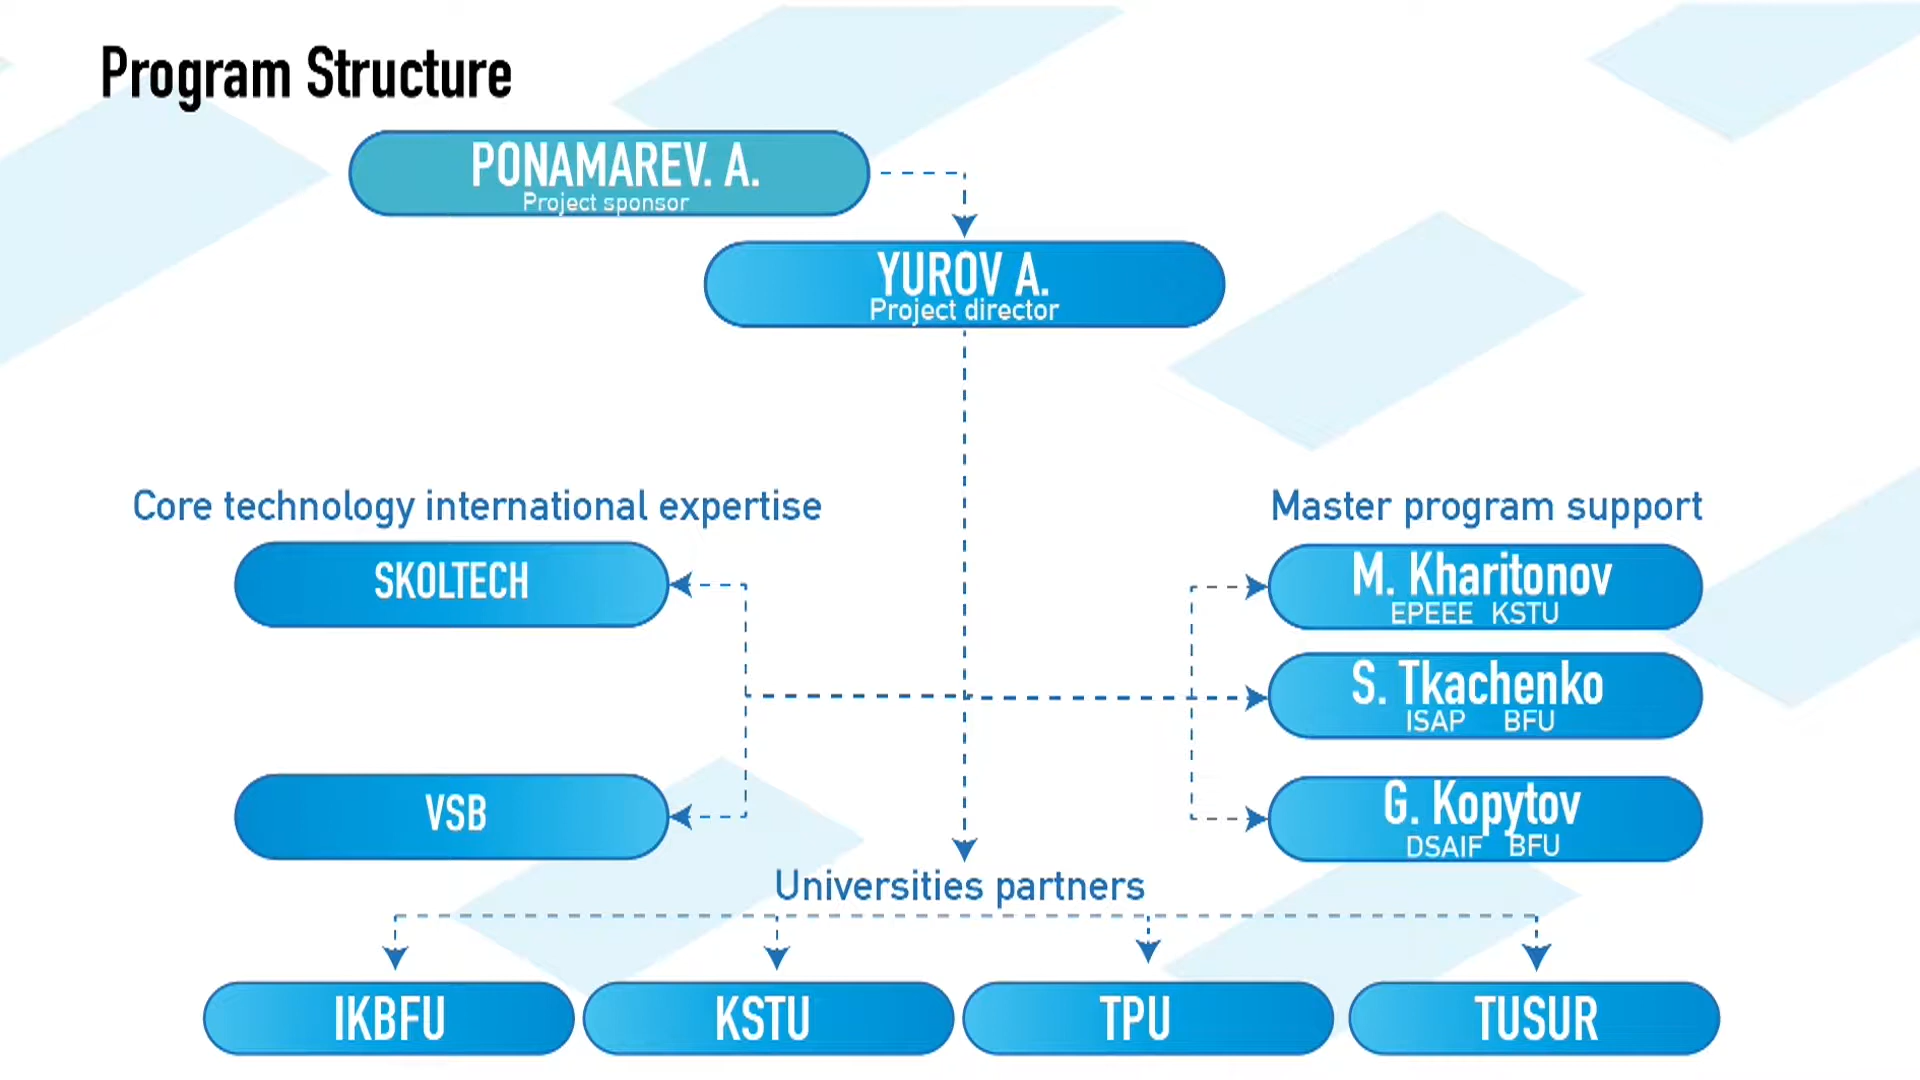 Program Structure
PONAMAREV. A.
Project sponsor
YUROV A.
Project director
Core technology international expertise
SKOLTECH
VSB
Master program support
M. Kharitonov
EPEEE KSTU
S. Tkachenko
ISAP BFU
G. Kopytov
DSAIF BFU
Universities partners
IKBFU
KSTU
TPU
TUSUR